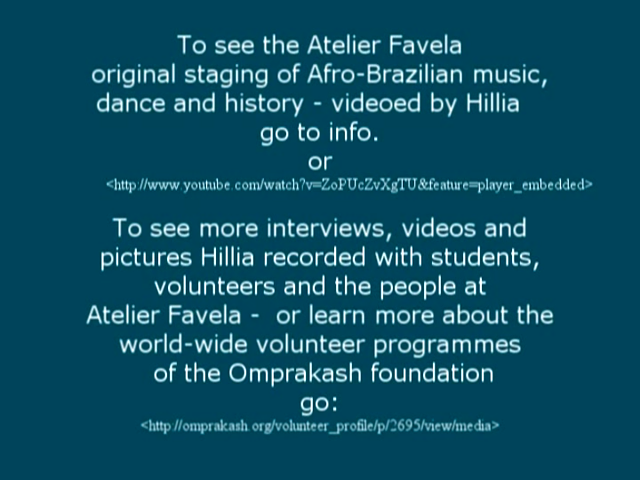 To see the Atelier Favela
original staging of Afro-Brazilian music,
dance and history - videoed by Hillia
go to info.
or
<http://www.youtube.com/watch?v=ZoPUcZvXgTU&feature=player_embedded>
To see more interviews, videos and
pictures Hillia recorded with students,
volunteers and the people at
Atelier Favela - or learn more about the
world-wide volunteer programmes
of the Omprakash foundation
go:
<http://omprakash.org/volunteer_profile/p/2695/view/media>